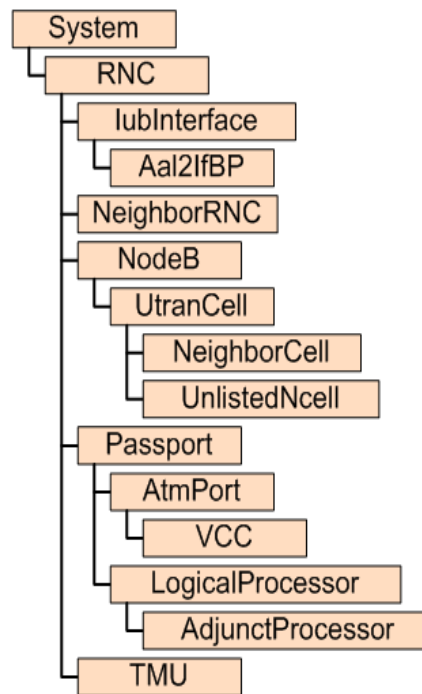 System
RNC
IubInterface
Aal2IfBP
NeighborRNC
NodeB
UtranCell
NeighborCell
UnlistedNcell
Passport
AtmPort
VCC
LogicalProcessor
AdjunctProcessor
TMU